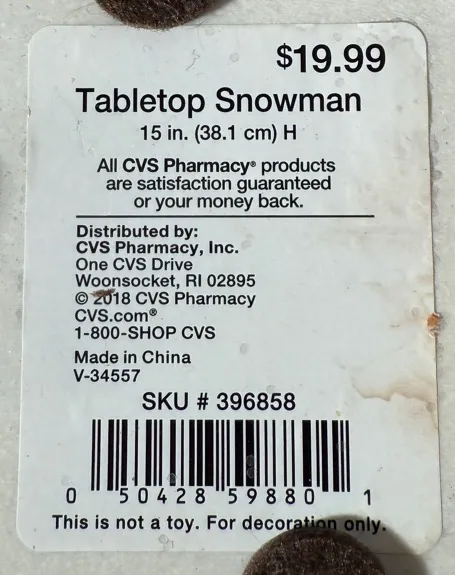 $19.99
Tabletop Snowman
15 in. (38.1 cm) H
All CVS Pharmacy® products
are satisfaction guaranteed
or your money back.
Distributed by:
CVS Pharmacy, Inc.
One CVS Drive
Woonsocket, RI 02895
© 2018 CVS Pharmacy
CVS.com®
1-800-SHOP CVS
Made in China
V-34557
SKU # 396858
0 50428 59880 1
This is not a toy. For decoration only.